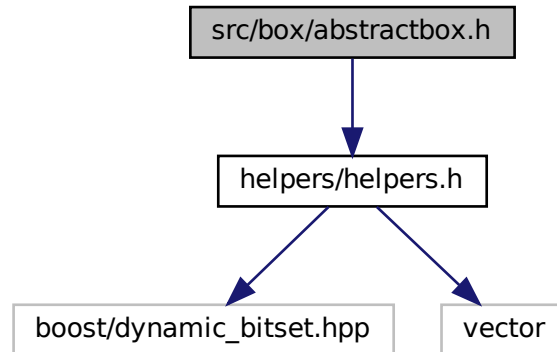 src/box/abstractbox.h
helpers/helpers.h
boost/dynamic_bitset.hpp
vector